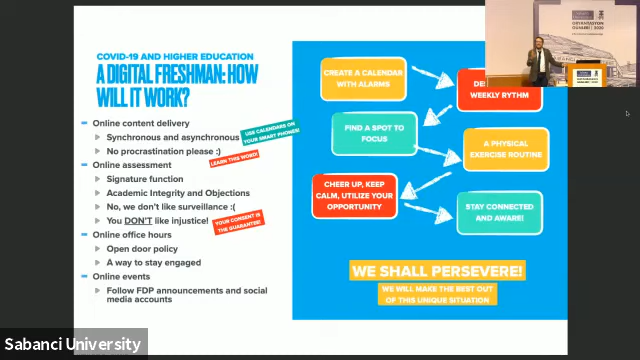 COVID-19 AND HIGHER EDUCATION
A DIGITAL FRESHMAN: HOW
WILL IT WORK?
Online content delivery
Synchronous and asynchronous
USE CALENDARS ON
YOUR SMART PHONES!
No procrastination please :)
LEARN THIS WORD!
Online assessment
Signature function
Academic Integrity and Objections
No, we don't like surveillance :(
You DON'T like injustice!
YOUR CONSENT IS
THE GUARANTEE!
Online office hours
Open door policy
A way to stay engaged
Online events
Follow FDP announcements and social
media accounts
CREATE A CALENDAR
WITH ALARMS
WEEKLY RYTHM
FIND A SPOT TO
FOCUS
A PHYSICAL
EXERCISE ROUTINE
CHEER UP, KEEP
CALM, UTILIZE YOUR
OPPORTUNITY
STAY CONNECTED
AND AWARE!
WE SHALL PERSEVERE!
WE WILL MAKE THE BEST OUT
OF THIS UNIQUE SITUATION
Sabanci University